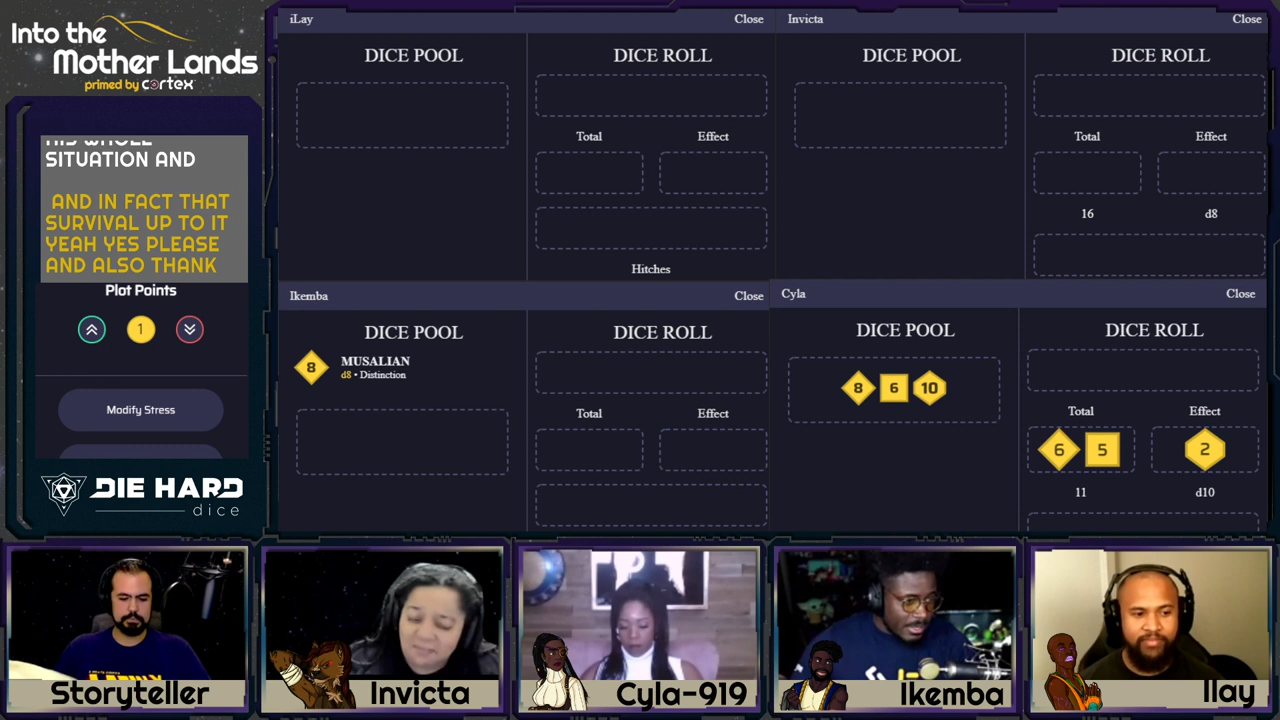 Into the
Mother Lands
primed by cortex
SITUATION AND
AND IN FACT THAT
SURVIVAL UP TO IT
YEAH YES PLEASE
AND ALSO THANK
Plot Points
1
Modify Stress
DIE HARD
dice
iLay Close
DICE POOL DICE ROLL
Total Effect
Hitches
Invicta Close
DICE POOL DICE ROLL
Total Effect
16 d8
Ikemba Close
DICE POOL DICE ROLL
8 MUSALIAN
d8 • Distinction
Total Effect
Cyla Close
DICE POOL DICE ROLL
8 6 10
Total Effect
6 5 2
11 d10
Storyteller
Invicta
Cyla-919
Ikemba
Ilay